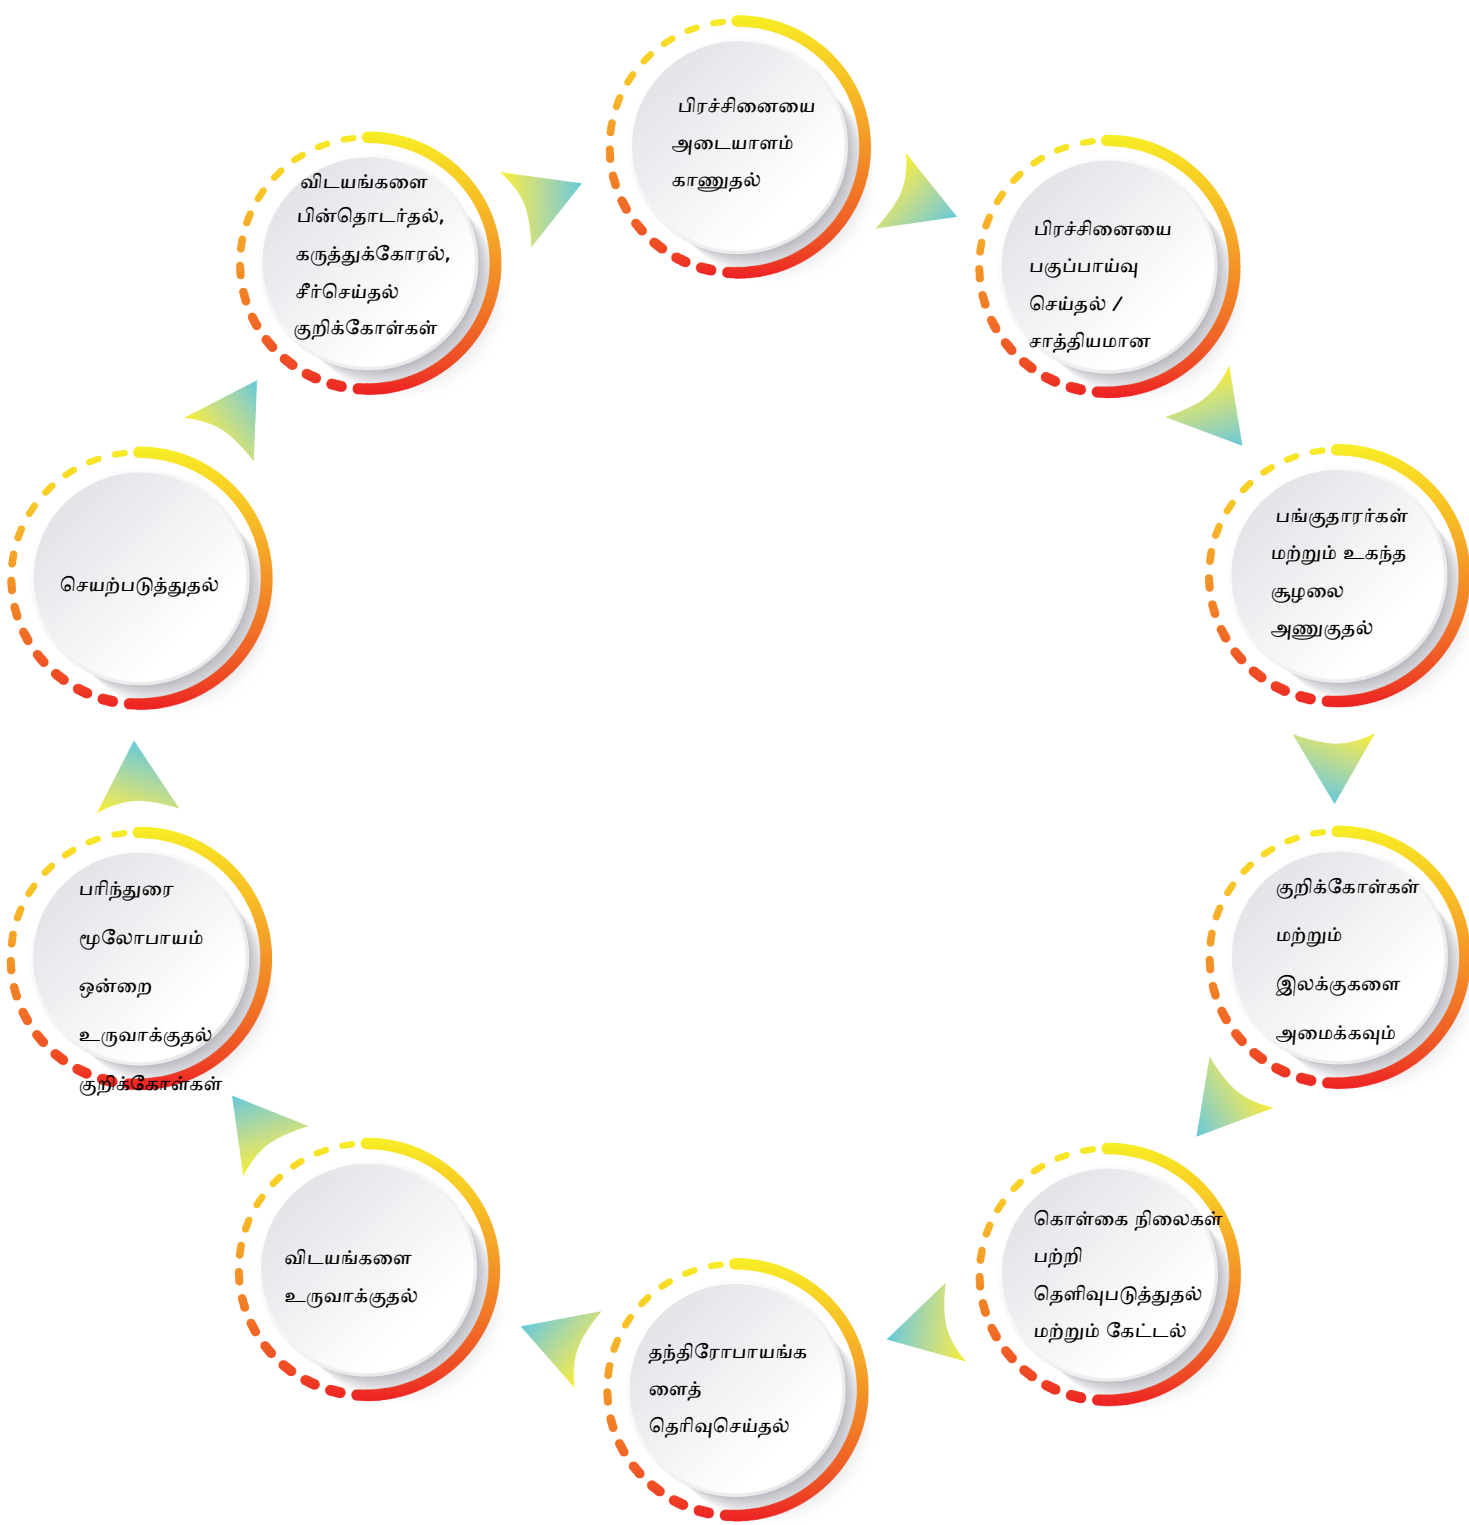 பிரச்சினையை
அடையாளம்
காணுதல்
பிரச்சினையை
பகுப்பாய்வு
செய்தல் /
சாத்தியமான
பங்குதாரர்கள்
மற்றும் உகந்த
சூழலை
அணுகுதல்
குறிக்கோள்கள்
மற்றும்
இலக்குகளை
அமைக்கவும்
கொள்கை நிலைகள்
பற்றி
தெளிவுபடுத்துதல்
மற்றும் கேட்டல்
தந்திரோபாயங்க
ளைத்
தெரிவுசெய்தல்
விடயங்களை
உருவாக்குதல்
பரிந்துரை
மூலோபாயம்
ஒன்றை
உருவாக்குதல்
குறிக்கோள்கள்
செயற்படுத்துதல்
விடயங்களை
பின்தொடர்தல்,
கருத்துக்கோரல்,
சீர்செய்தல்
குறிக்கோள்கள்